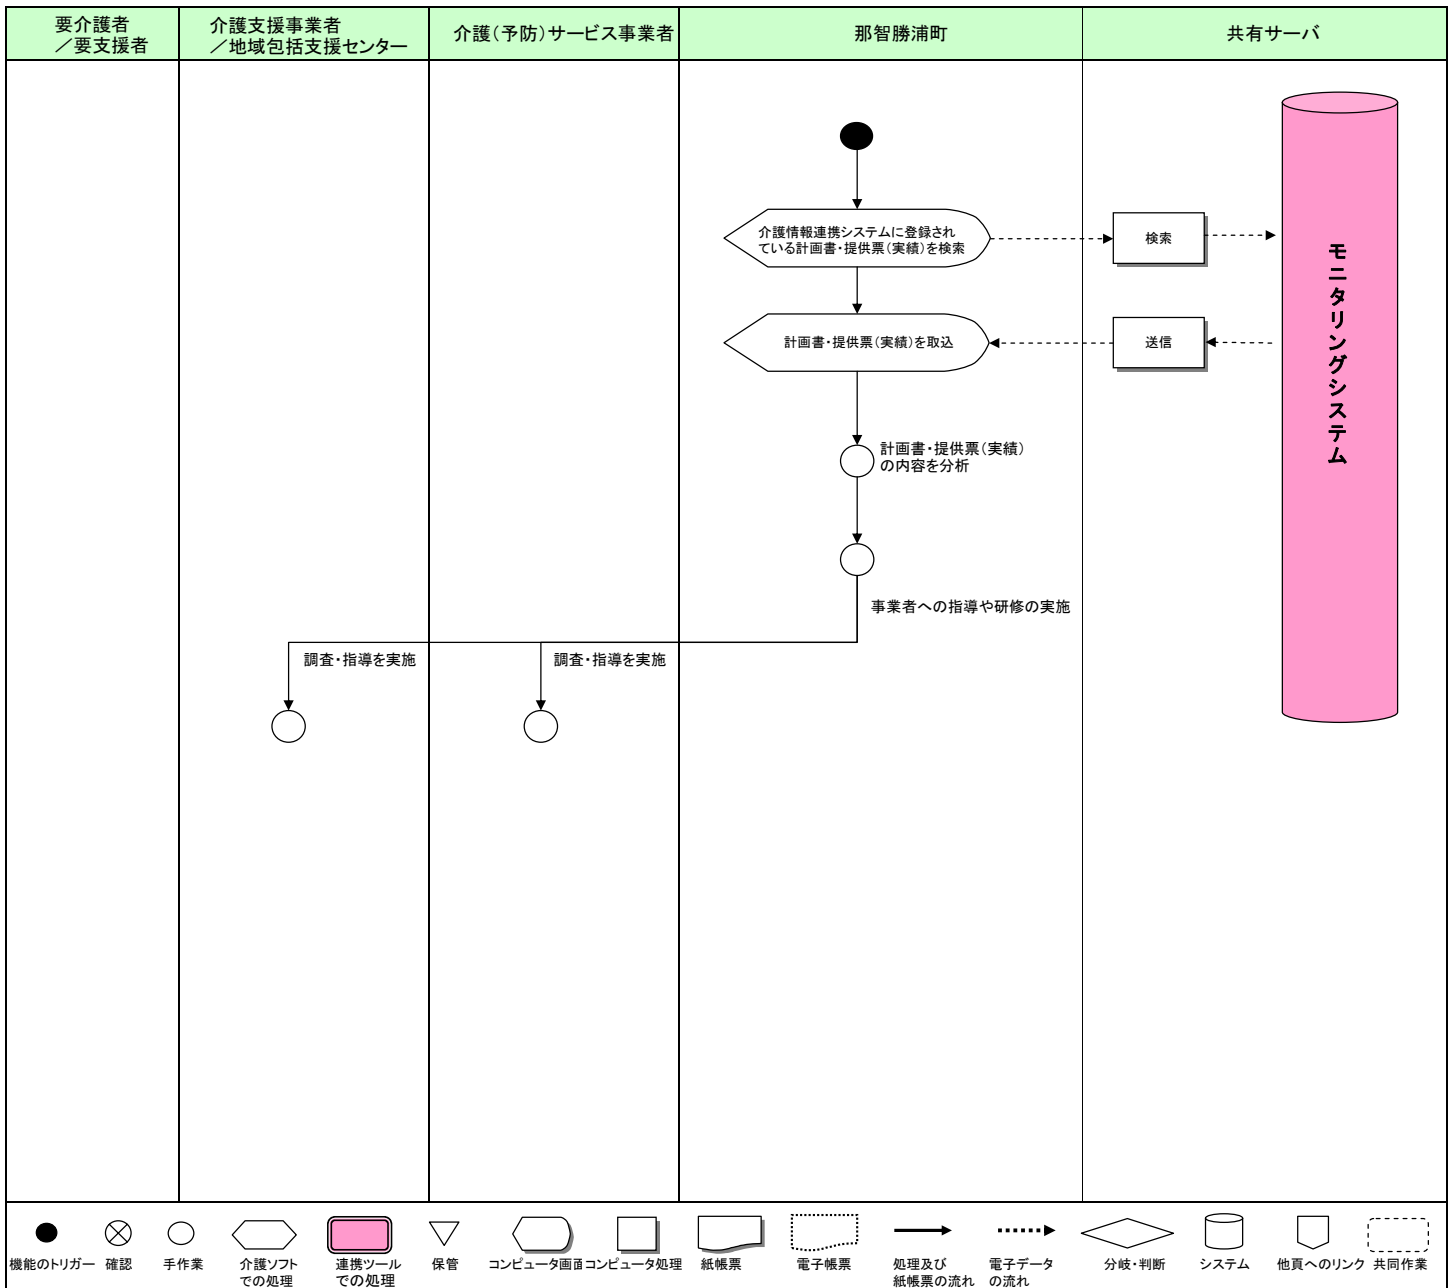 要介護者
／要支援者
介護支援事業者
／地域包括支援センター
介護（予防）サービス事業者
那智勝浦町
共有サーバ
介護情報連携システムに登録され
ている計画書・提供票（実績）を検索
検索
計画書・提供票（実績）を取込
送信
モニタリングシステム
計画書・提供票（実績）
の内容を分析
事業者への指導や研修の実施
調査・指導を実施
調査・指導を実施
機能のトリガー
確認
手作業
介護ソフト
での処理
連携ツール
での処理
保管
コンピュータ画面
コンピュータ処理
紙帳票
電子帳票
処理及び
紙帳票の流れ
電子データ
の流れ
分岐・判断
システム
他頁へのリンク
共同作業